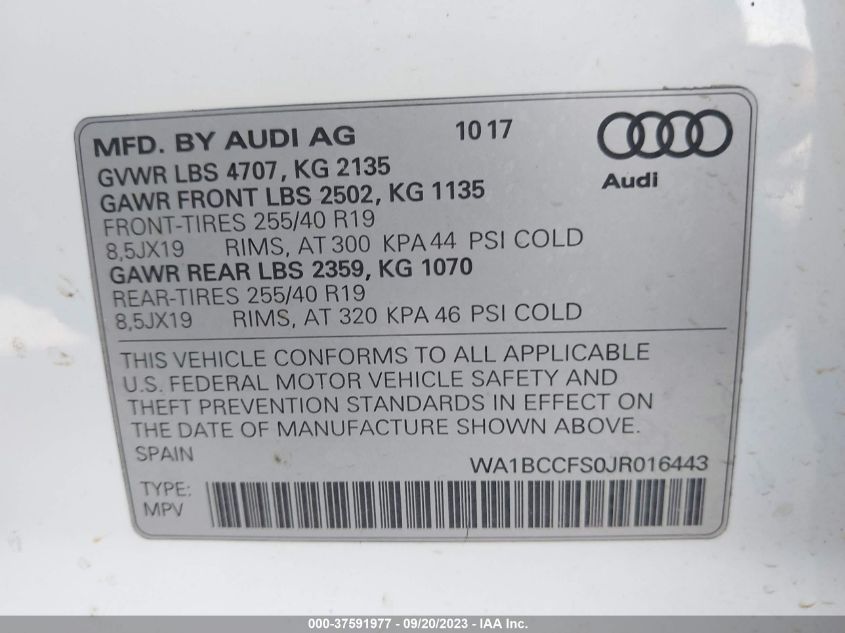 MFD. BY AUDI AG 10 17
Audi
GVWR LBS 4707, KG 2135
GAWR FRONT LBS 2502, KG 1135
FRONT-TIRES 255/40 R19
8,5JX19 RIMS, AT 300 KPA 44 PSI COLD
GAWR REAR LBS 2359, KG 1070
REAR-TIRES 255/40 R19
8,5JX19 RIMS, AT 320 KPA 46 PSI COLD
THIS VEHICLE CONFORMS TO ALL APPLICABLE
U.S. FEDERAL MOTOR VEHICLE SAFETY AND
THEFT PREVENTION STANDARDS IN EFFECT ON
THE DATE OF MANUFACTURE SHOWN ABOVE.
SPAIN
WA1BCCFS0JR016443
TYPE:
MPV
000-37591977 - 09/20/2023 - IAA Inc.